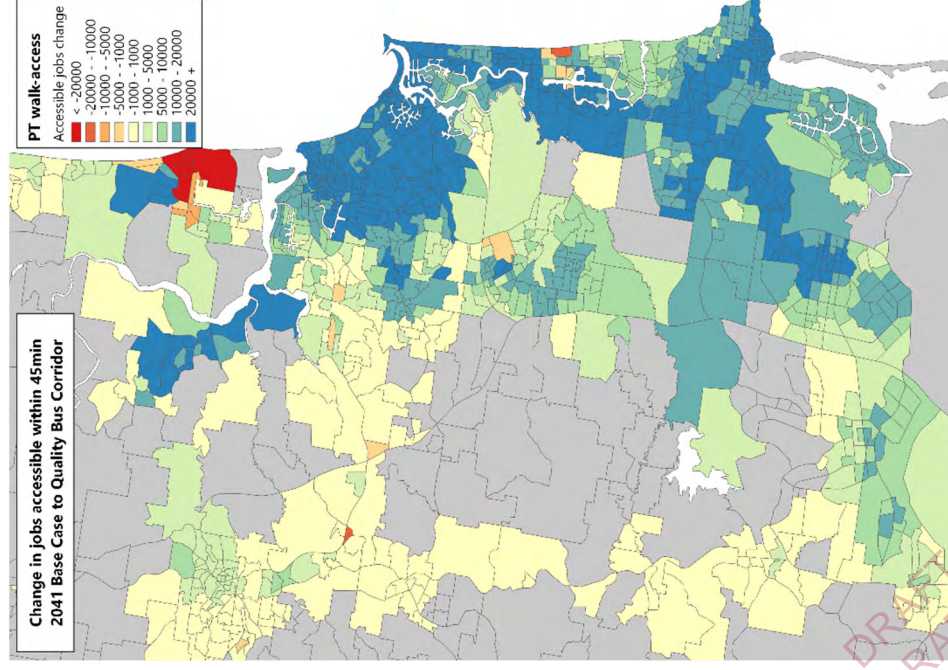 Change in jobs accessible within 45min
2041 Base Case to Quality Bus Corridor
PT walk-access
Accessible jobs change
< -20000
-20000 - -10000
-10000 - -5000
-5000 - -1000
-1000 - 1000
1000 - 5000
5000 - 10000
10000 - 20000
20000 +
DRAFT